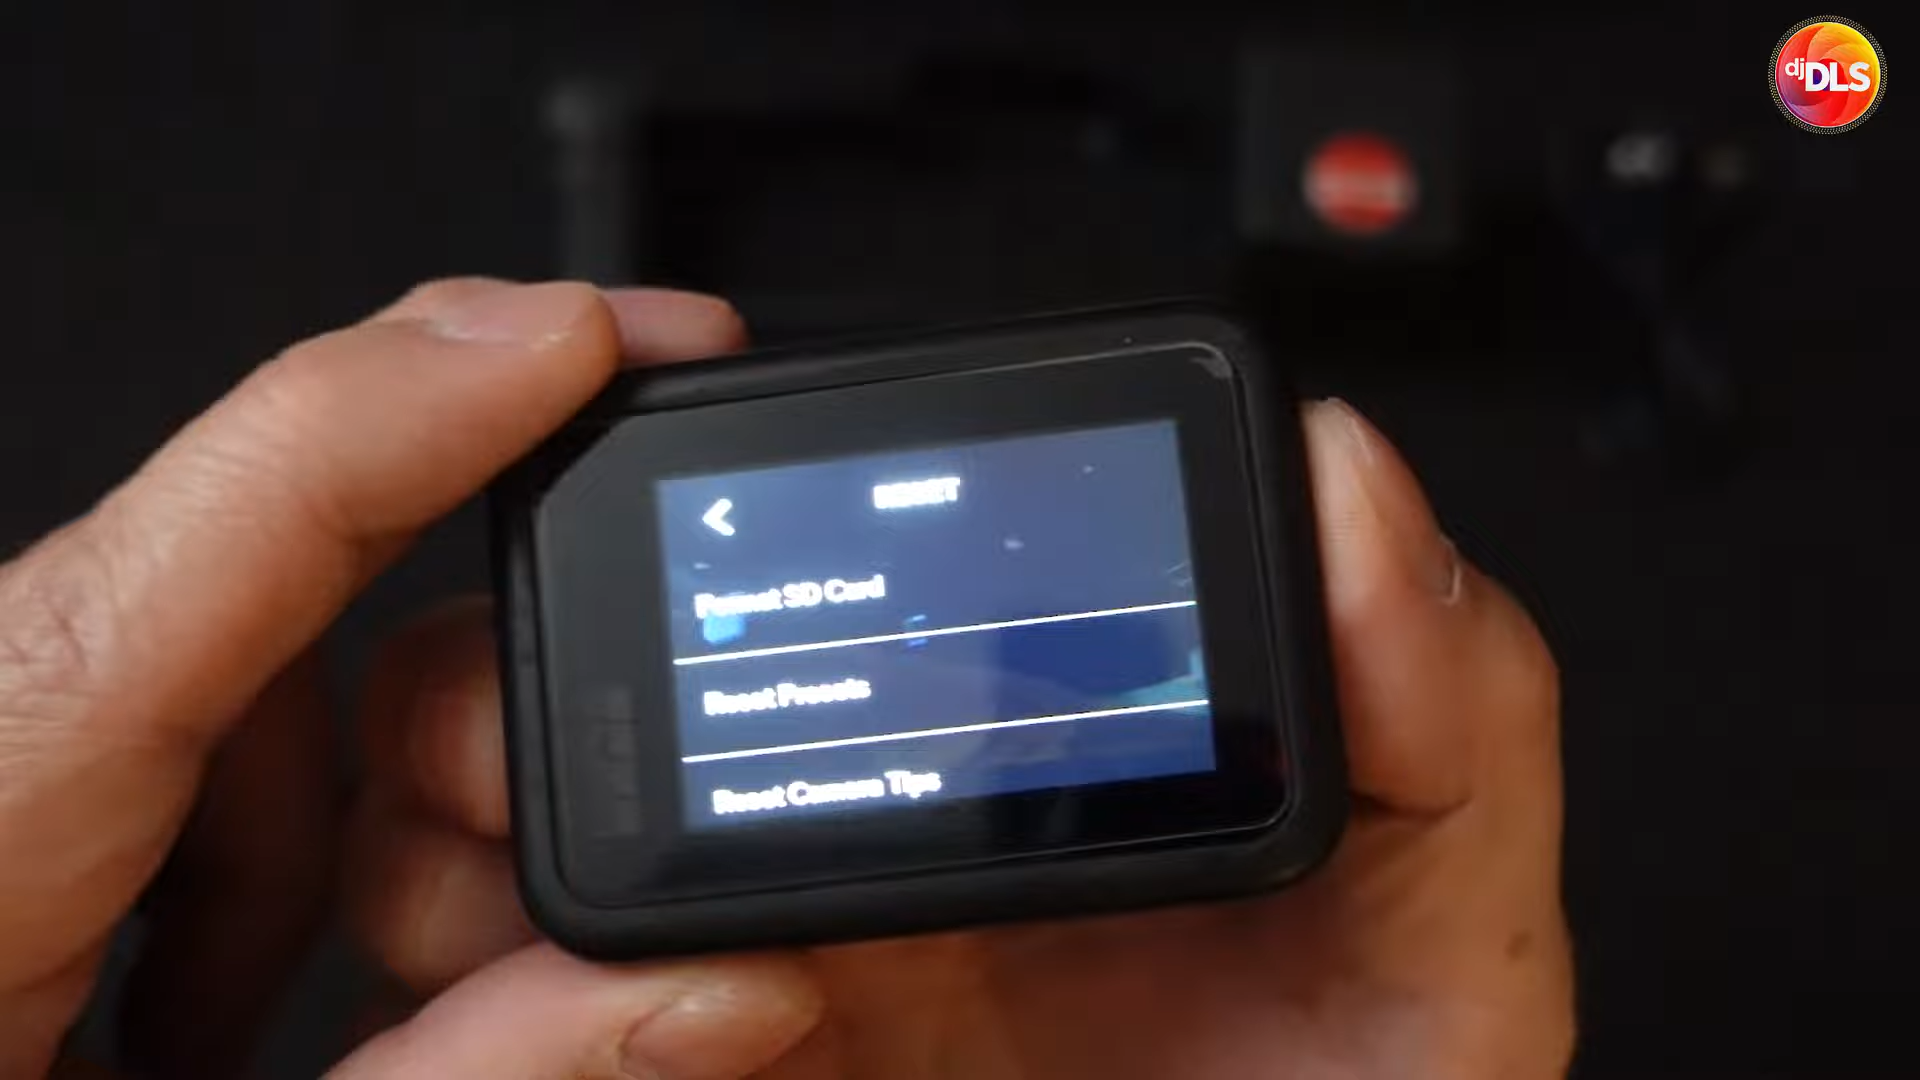 dj DLS
RESET
Format SD Card
Reset Presets
Reset Camera Tips